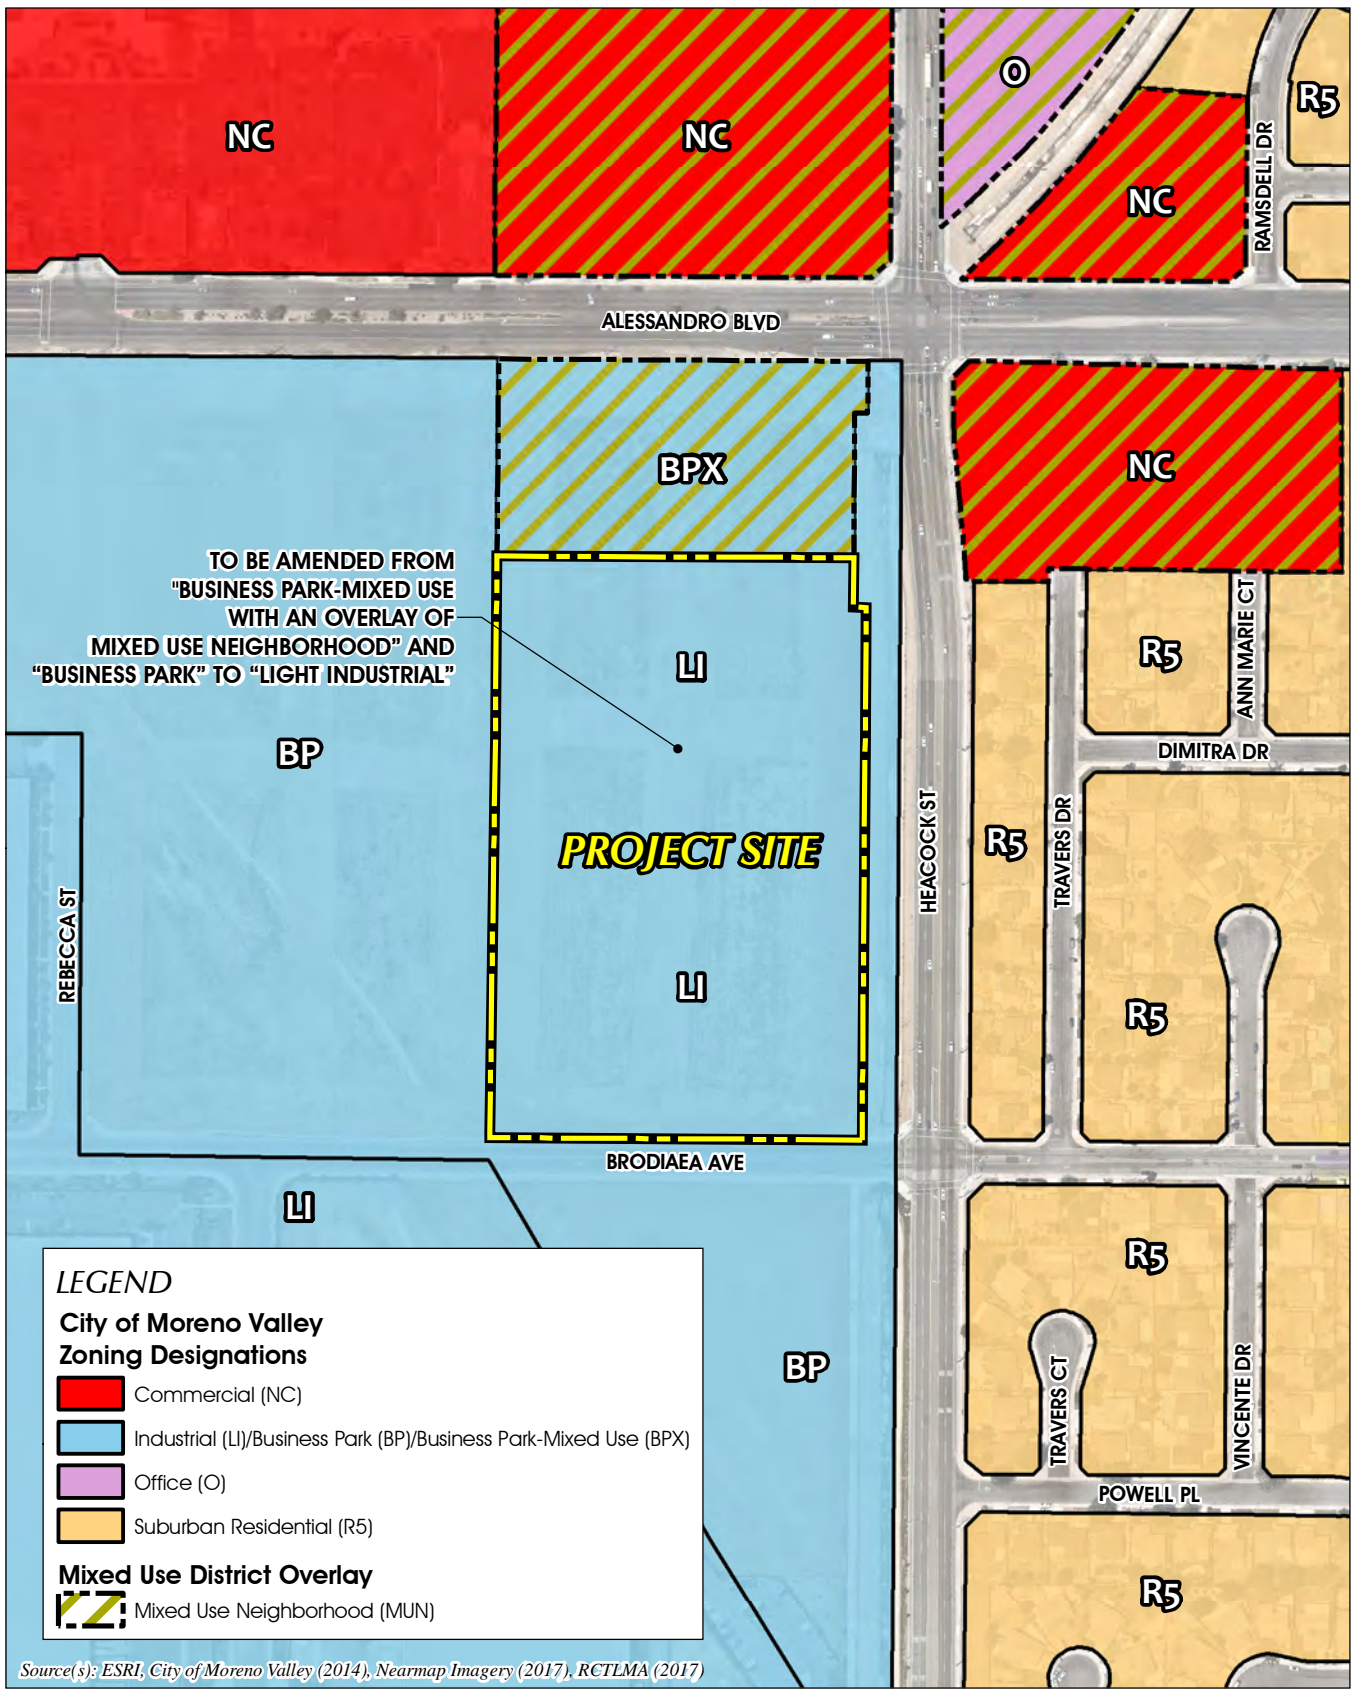 NC
NC
O
R5
NC
RAMSDELL DR
ALESSANDRO BLVD
BPX
NC
TO BE AMENDED FROM
"BUSINESS PARK-MIXED USE
WITH AN OVERLAY OF
MIXED USE NEIGHBORHOOD” AND
“BUSINESS PARK” TO “LIGHT INDUSTRIAL”
LI
R5
ANN MARIE CT
BP
DIMITRA DR
PROJECT SITE
HEACOCK ST
R5
TRAVERS DR
REBECCA ST
LI
R5
BRODIAEA AVE
LI
R5
BP
TRAVERS CT
VINCENTE DR
POWELL PL
R5
LEGEND
City of Moreno Valley
Zoning Designations
Commercial (NC)
Industrial (LI)/Business Park (BP)/Business Park-Mixed Use (BPX)
Office (O)
Suburban Residential (R5)
Mixed Use District Overlay
Mixed Use Neighborhood (MUN)
Source(s): ESRI, City of Moreno Valley (2014), Nearmap Imagery (2017), RCTLMA (2017)